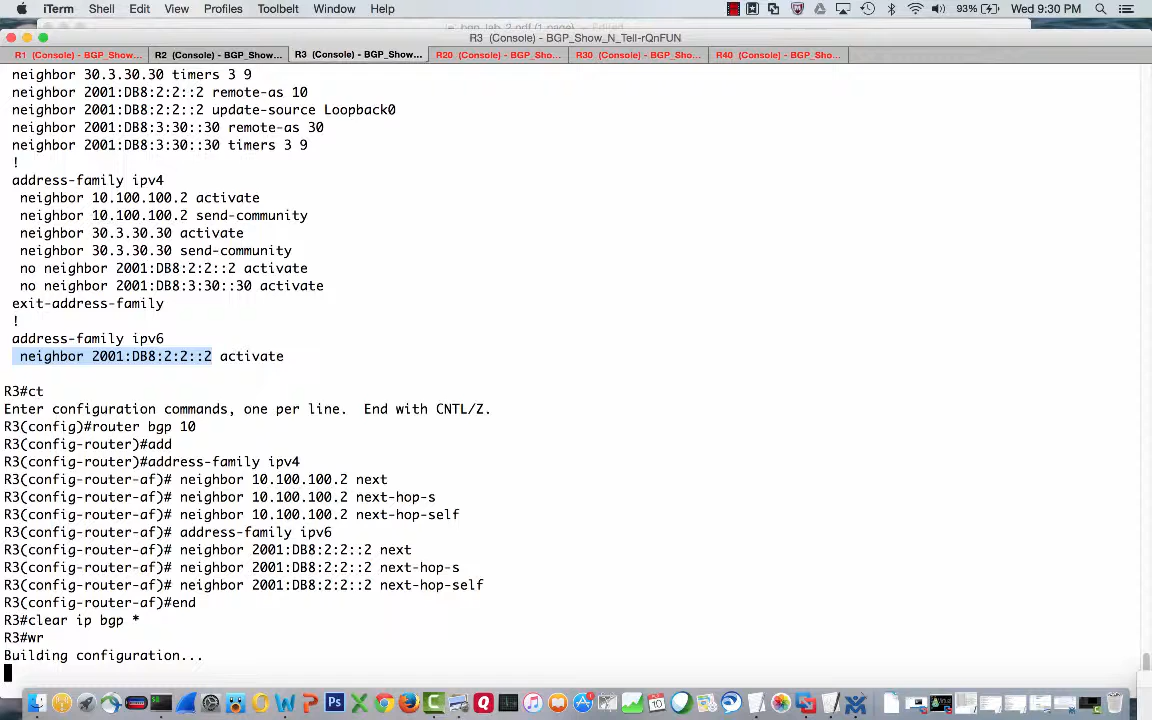 iTerm Shell Edit View Profiles Toolbelt Window Help 93% Wed 9:30 PM
R3 (Console) - BGP_Show_N_Tell-rQnFUN
R1 (Console) - BGP_Show... R2 (Console) - BGP_Show... R3 (Console) - BGP_Show... R20 (Console) - BGP_Sho... R30 (Console) - BGP_Sho... R40 (Console) - BGP_Sho...
neighbor 30.3.30.30 timers 3 9
neighbor 2001:DB8:2:2::2 remote-as 10
neighbor 2001:DB8:2:2::2 update-source Loopback0
neighbor 2001:DB8:3:30::30 remote-as 30
neighbor 2001:DB8:3:30::30 timers 3 9
!
address-family ipv4
neighbor 10.100.100.2 activate
neighbor 10.100.100.2 send-community
neighbor 30.3.30.30 activate
neighbor 30.3.30.30 send-community
no neighbor 2001:DB8:2:2::2 activate
no neighbor 2001:DB8:3:30::30 activate
exit-address-family
!
address-family ipv6
neighbor 2001:DB8:2:2::2 activate
R3#ct
Enter configuration commands, one per line.  End with CNTL/Z.
R3(config)#router bgp 10
R3(config-router)#add
R3(config-router)#address-family ipv4
R3(config-router-af)# neighbor 10.100.100.2 next
R3(config-router-af)# neighbor 10.100.100.2 next-hop-s
R3(config-router-af)# neighbor 10.100.100.2 next-hop-self
R3(config-router-af)# address-family ipv6
R3(config-router-af)# neighbor 2001:DB8:2:2::2 next
R3(config-router-af)# neighbor 2001:DB8:2:2::2 next-hop-s
R3(config-router-af)# neighbor 2001:DB8:2:2::2 next-hop-self
R3(config-router-af)#end
R3#clear ip bgp *
R3#wr
Building configuration...